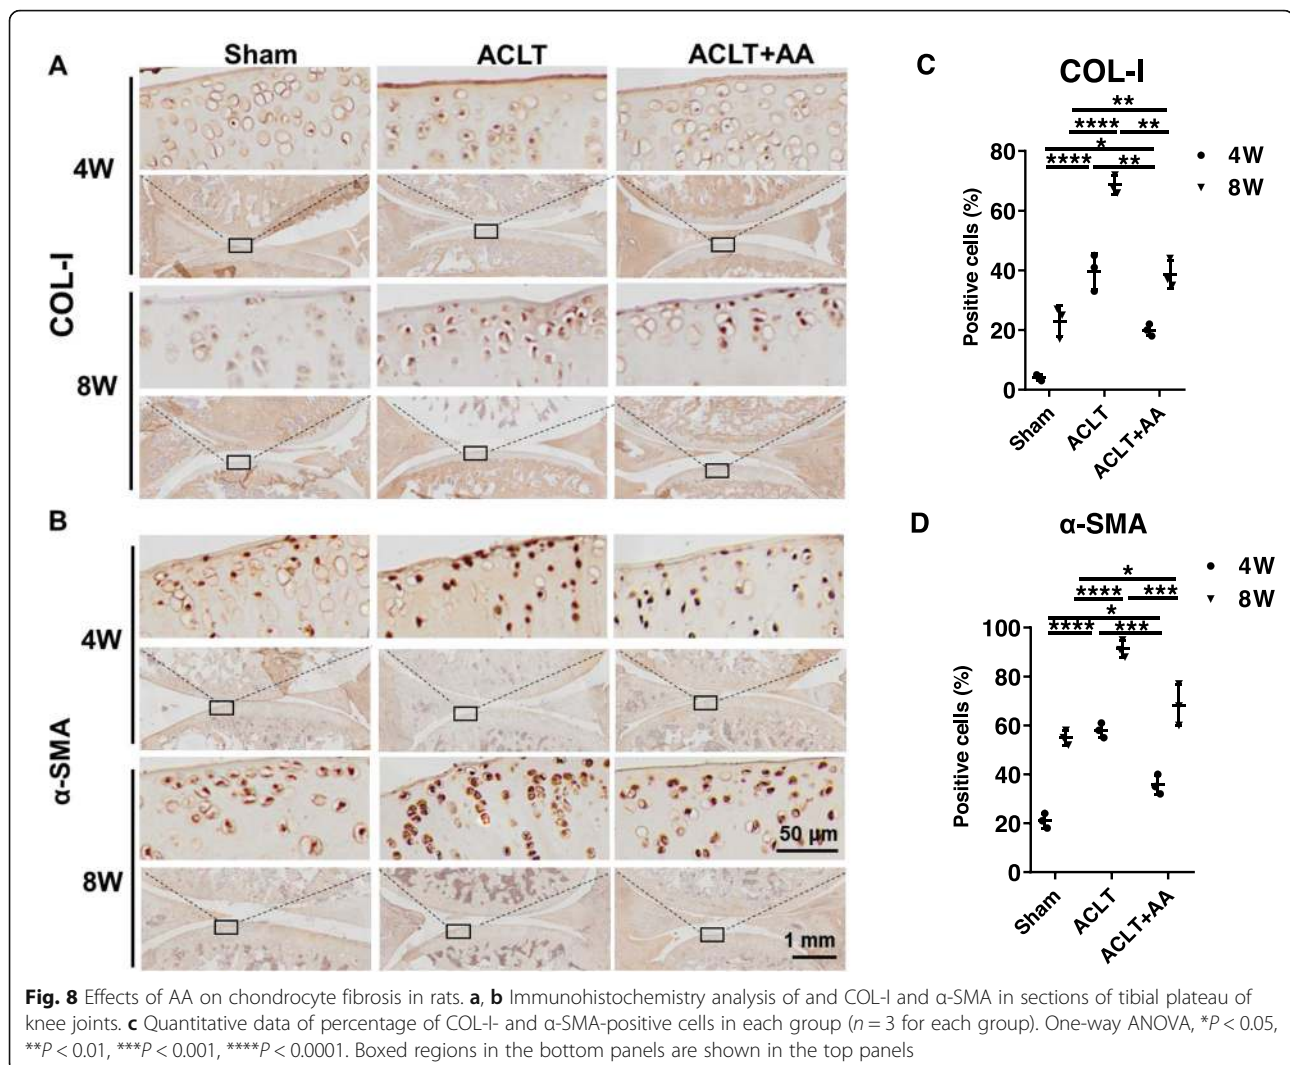 A
Sham
ACLT
ACLT+AA
4W
COL-I
8W
B
4W
α-SMA
8W
50 µm
1 mm
C
COL-I
**
**** **
*
**** **
4W
8W
Positive cells (%)
80
60
40
20
0
Sham
ACLT
ACLT+AA
D
α-SMA
*
**** ***
*
**** ***
4W
8W
Positive cells (%)
100
80
60
40
20
0
Sham
ACLT
ACLT+AA
Fig. 8 Effects of AA on chondrocyte fibrosis in rats. a, b Immunohistochemistry analysis of and COL-I and α-SMA in sections of tibial plateau of
knee joints. c Quantitative data of percentage of COL-I- and α-SMA-positive cells in each group (n = 3 for each group). One-way ANOVA, *P < 0.05,
**P < 0.01, ***P < 0.001, ****P < 0.0001. Boxed regions in the bottom panels are shown in the top panels